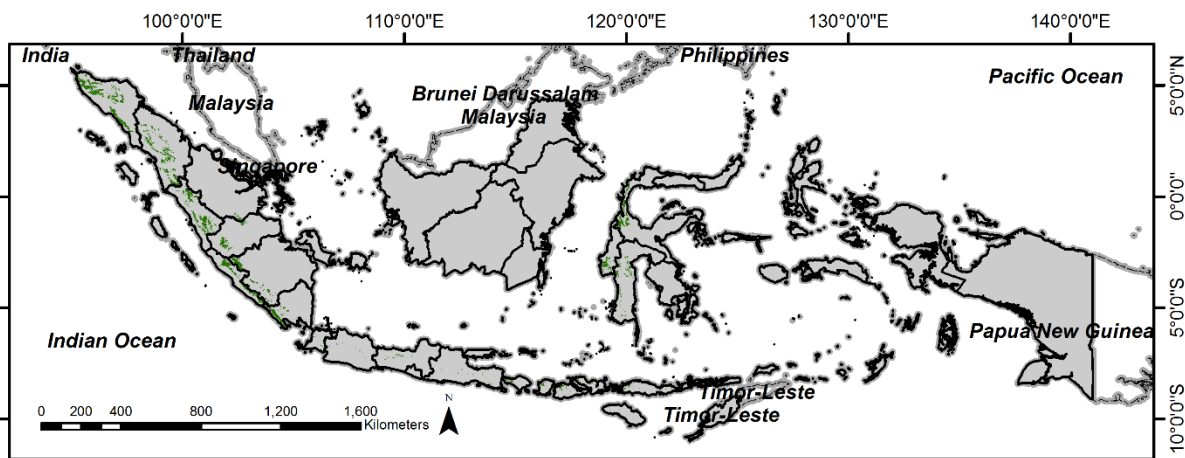 100°0'0"E 110°0'0"E 120°0'0"E 130°0'0"E 140°0'0"E
India Thailand Philippines
Pacific Ocean
5°0'0"N
Malaysia
Brunei Darussalam
Malaysia
Singapore
0°0'0"
5°0'0"S
Indian Ocean
Papua New Guinea
Timor-Leste
Timor-Leste
10°0'0"S
N
0 200 400 800 1,200 1,600
Kilometers